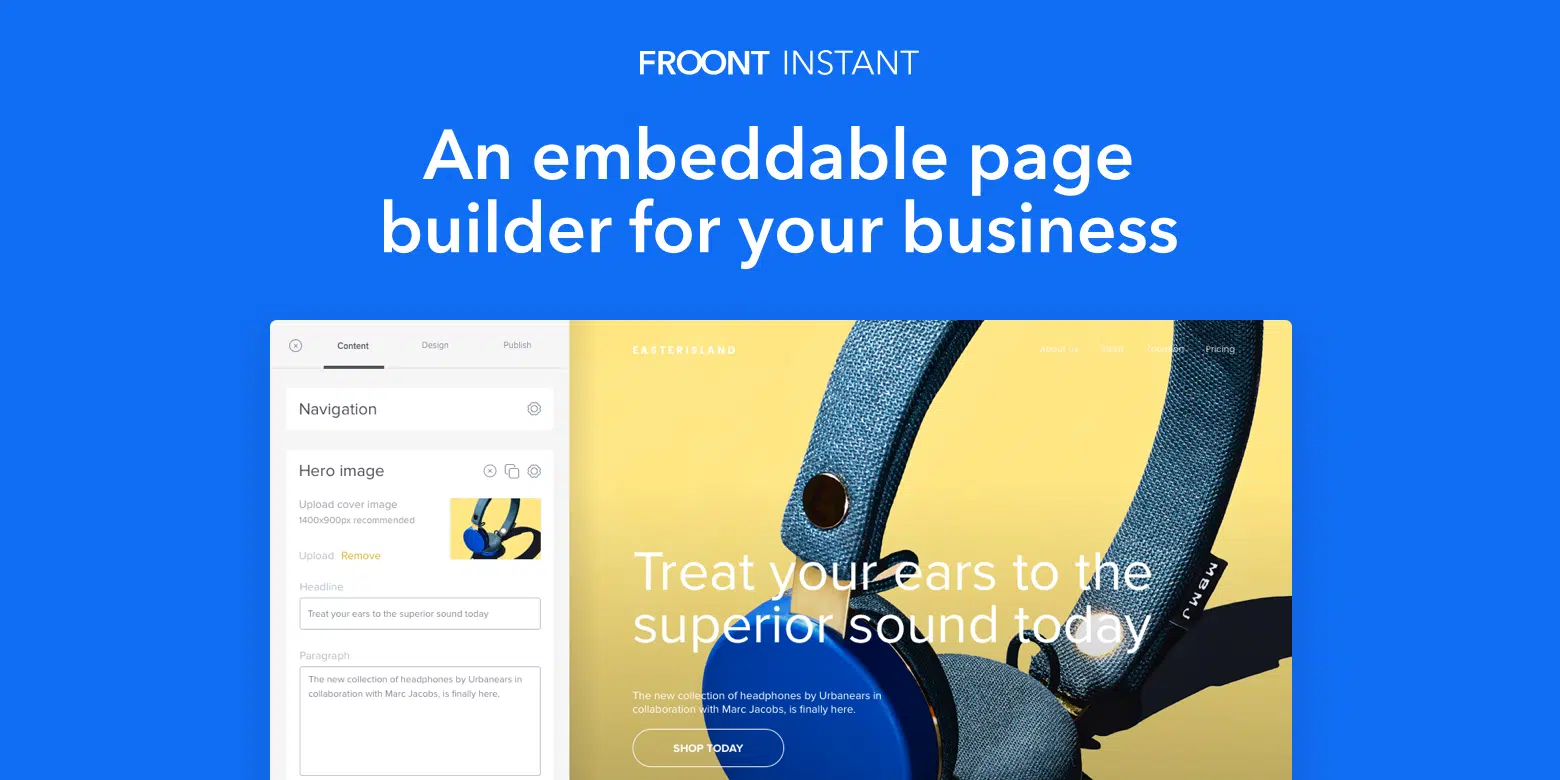 FROONT INSTANT
An embeddable page
builder for your business
Content
Design
Publish
Navigation
Hero image
Upload cover image
1400x900px recommended
Upload Remove
Headline
Treat your ears to the superior sound today
Paragraph
The new collection of headphones by Urbanears in
collaboration with Marc Jacobs, is finally here.
EASTERISLAND
About Us
Location
Pricing
MBMJ
Treat your ears to the
superior sound today
The new collection of headphones by Urbanears in
collaboration with Marc Jacobs, is finally here.
SHOP TODAY